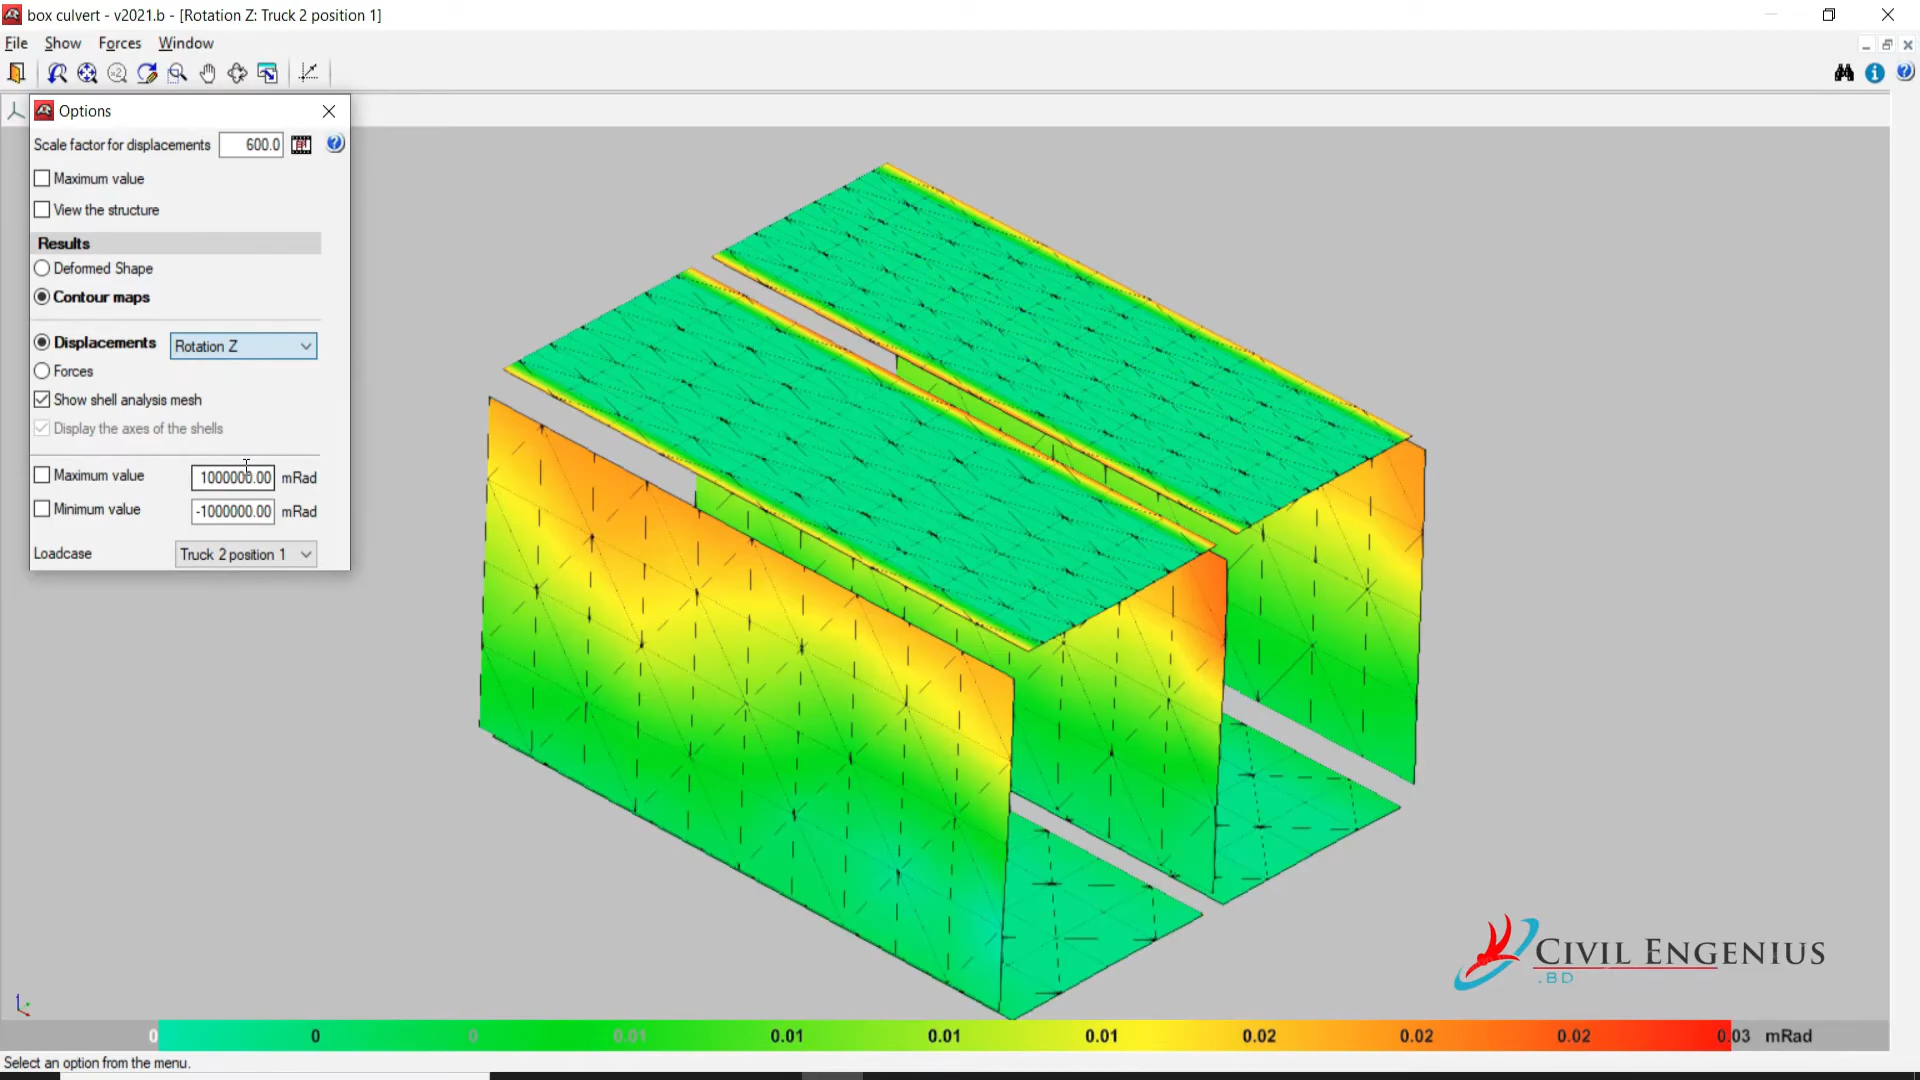 box culvert - v2021.b - [Rotation Z: Truck 2 position 1]
File Show Forces Window
Options
Scale factor for displacements 600.0
Maximum value
View the structure
Results
Deformed Shape
Contour maps
Displacements Rotation Z
Forces
Show shell analysis mesh
Display the axes of the shells
Maximum value 1000000.00 mRad
Minimum value -1000000.00 mRad
Loadcase Truck 2 position 1
CIVIL ENGENIUS
.BD
0 0 0 0.01 0.01 0.01 0.01 0.02 0.02 0.02 0.03 mRad
Select an option from the menu.